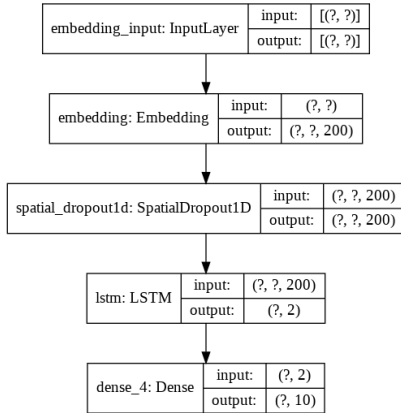 embedding_input: InputLayer
input: [(?, ?)]
output: [(?, ?)]
embedding: Embedding
input: (?, ?)
output: (?, ?, 200)
spatial_dropout1d: SpatialDropout1D
input: (?, ?, 200)
output: (?, ?, 200)
lstm: LSTM
input: (?, ?, 200)
output: (?, 2)
dense_4: Dense
input: (?, 2)
output: (?, 10)